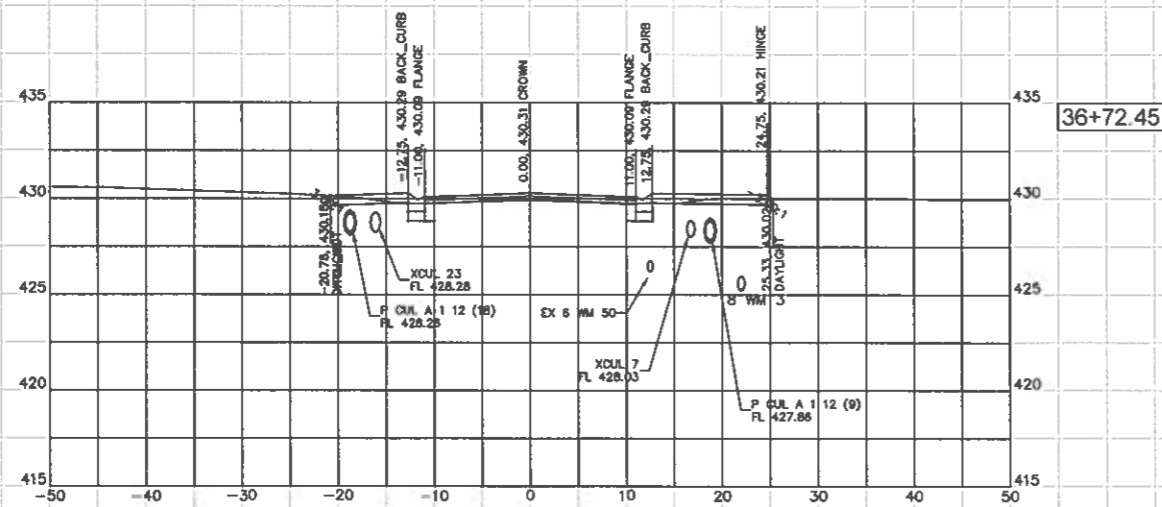 -12.75, 430.29 BACK_CURB
-11.00, 430.09 FLANGE
0.00, 430.31 CROWN
11.00, 430.09 FLANGE
12.75, 430.29 BACK_CURB
24.75, 430.21 HINGE
435
435
36+72.45
430
430
-20.78, 430.15
25.33, 430.02
DAYLIGHT
XCUL 23
FL 428.28
425
425
P CUL A 1 12 (18)
FL 428.26
EX 6 WM 50
8 WM 3
XCUL 7
FL 428.03
420
420
P CUL A 1 12 (9)
FL 427.86
415
415
-50
-40
-30
-20
-10
0
10
20
30
40
50